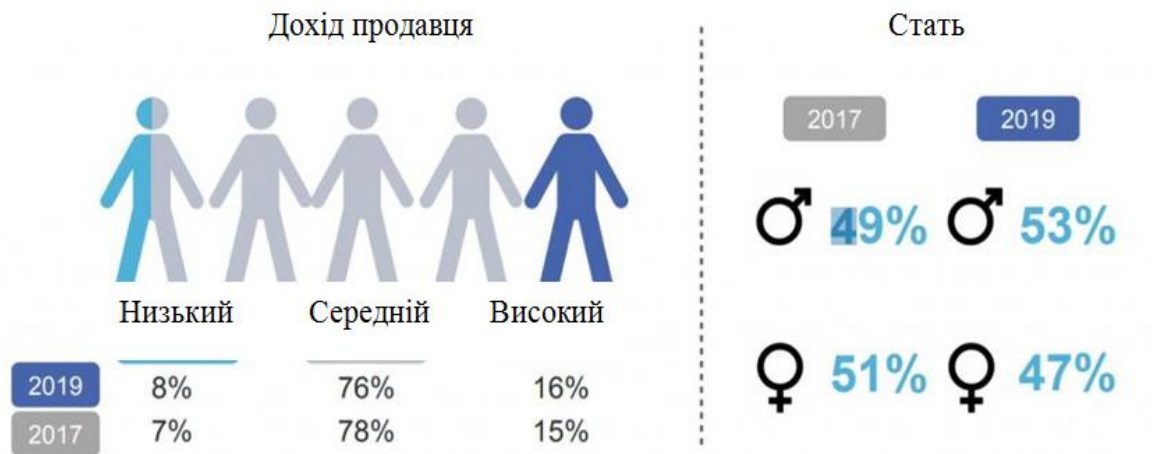 Дохід продавця
Низький Середній Високий
2019 8% 76% 16%
2017 7% 78% 15%
Стать
2017 2019
49% 53%
51% 47%